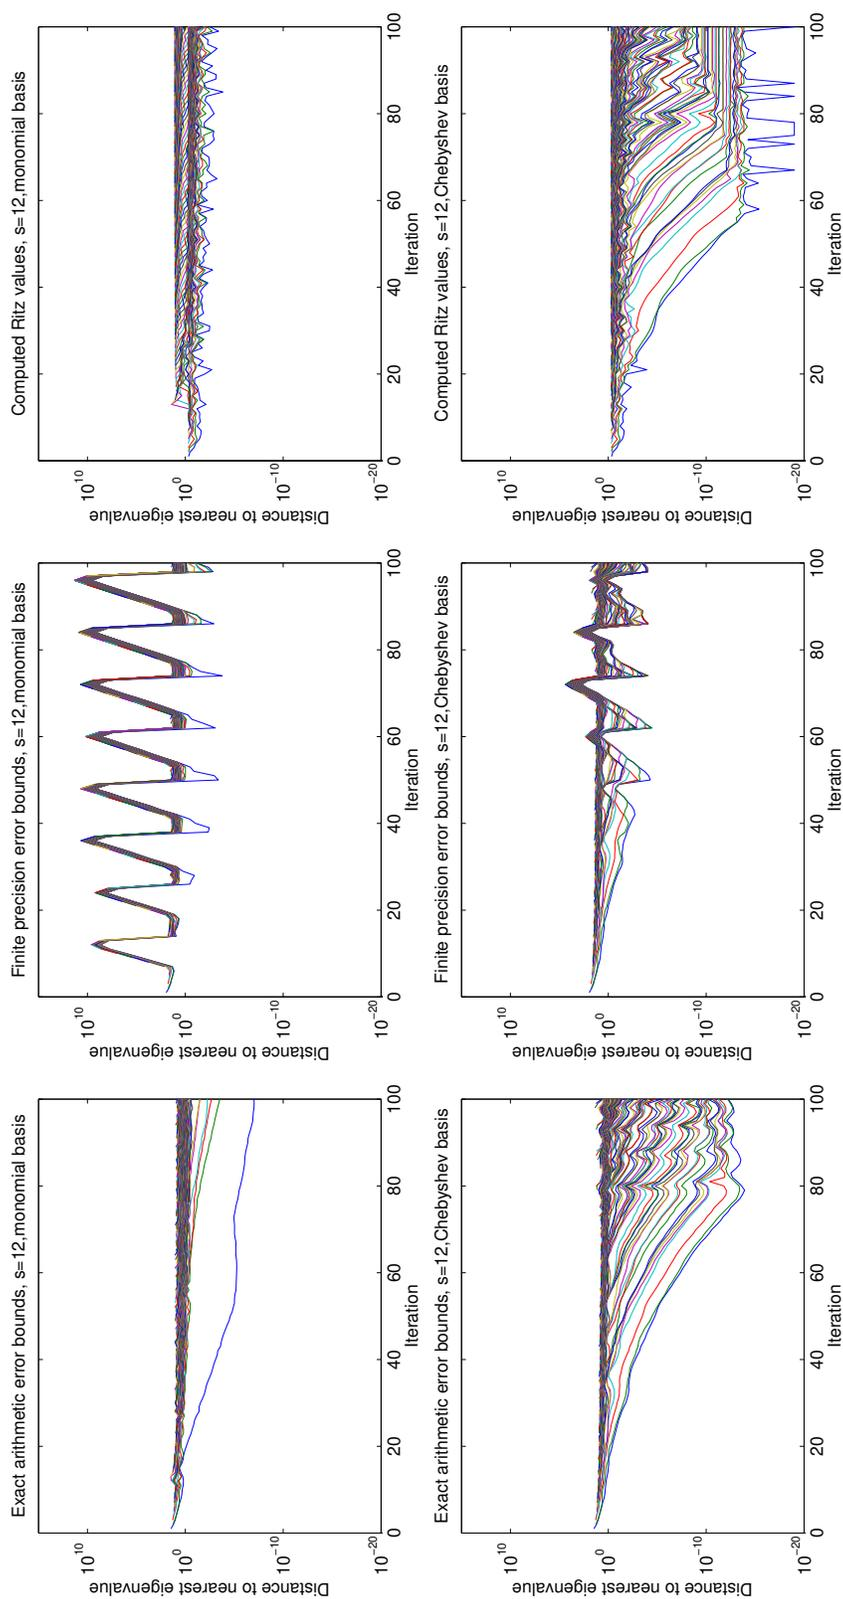 Exact arithmetic error bounds, s=12,monomial basis
Distance to nearest eigenvalue
10^10
10^0
10^−10
10^−20
0 20 40 60 80 100
Iteration
Finite precision error bounds, s=12,monomial basis
Distance to nearest eigenvalue
10^10
10^0
10^−10
10^−20
0 20 40 60 80 100
Iteration
Computed Ritz values, s=12,monomial basis
Distance to nearest eigenvalue
10^10
10^0
10^−10
10^−20
0 20 40 60 80 100
Iteration
Exact arithmetic error bounds, s=12,Chebyshev basis
Distance to nearest eigenvalue
10^10
10^0
10^−10
10^−20
0 20 40 60 80 100
Iteration
Finite precision error bounds, s=12,Chebyshev basis
Distance to nearest eigenvalue
10^10
10^0
10^−10
10^−20
0 20 40 60 80 100
Iteration
Computed Ritz values, s=12,Chebyshev basis
Distance to nearest eigenvalue
10^10
10^0
10^−10
10^−20
0 20 40 60 80 100
Iteration